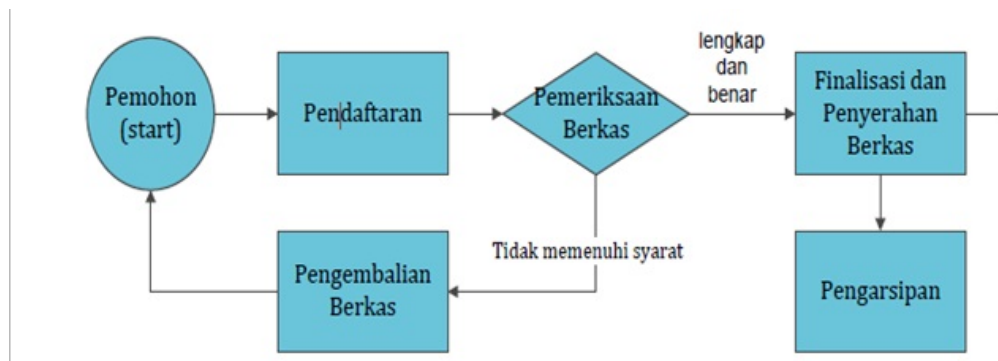 Pemohon
(start)
Pendaftaran
Pemeriksaan
Berkas
lengkap
dan
benar
Finalisasi dan
Penyerahan
Berkas
Tidak memenuhi syarat
Pengembalian
Berkas
Pengarsipan